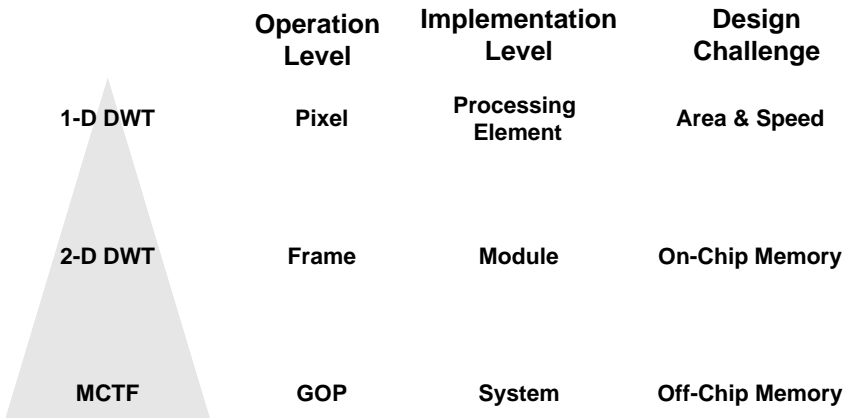 Operation Level
Implementation Level
Design Challenge
1-D DWT
Pixel
Processing Element
Area & Speed
2-D DWT
Frame
Module
On-Chip Memory
MCTF
GOP
System
Off-Chip Memory